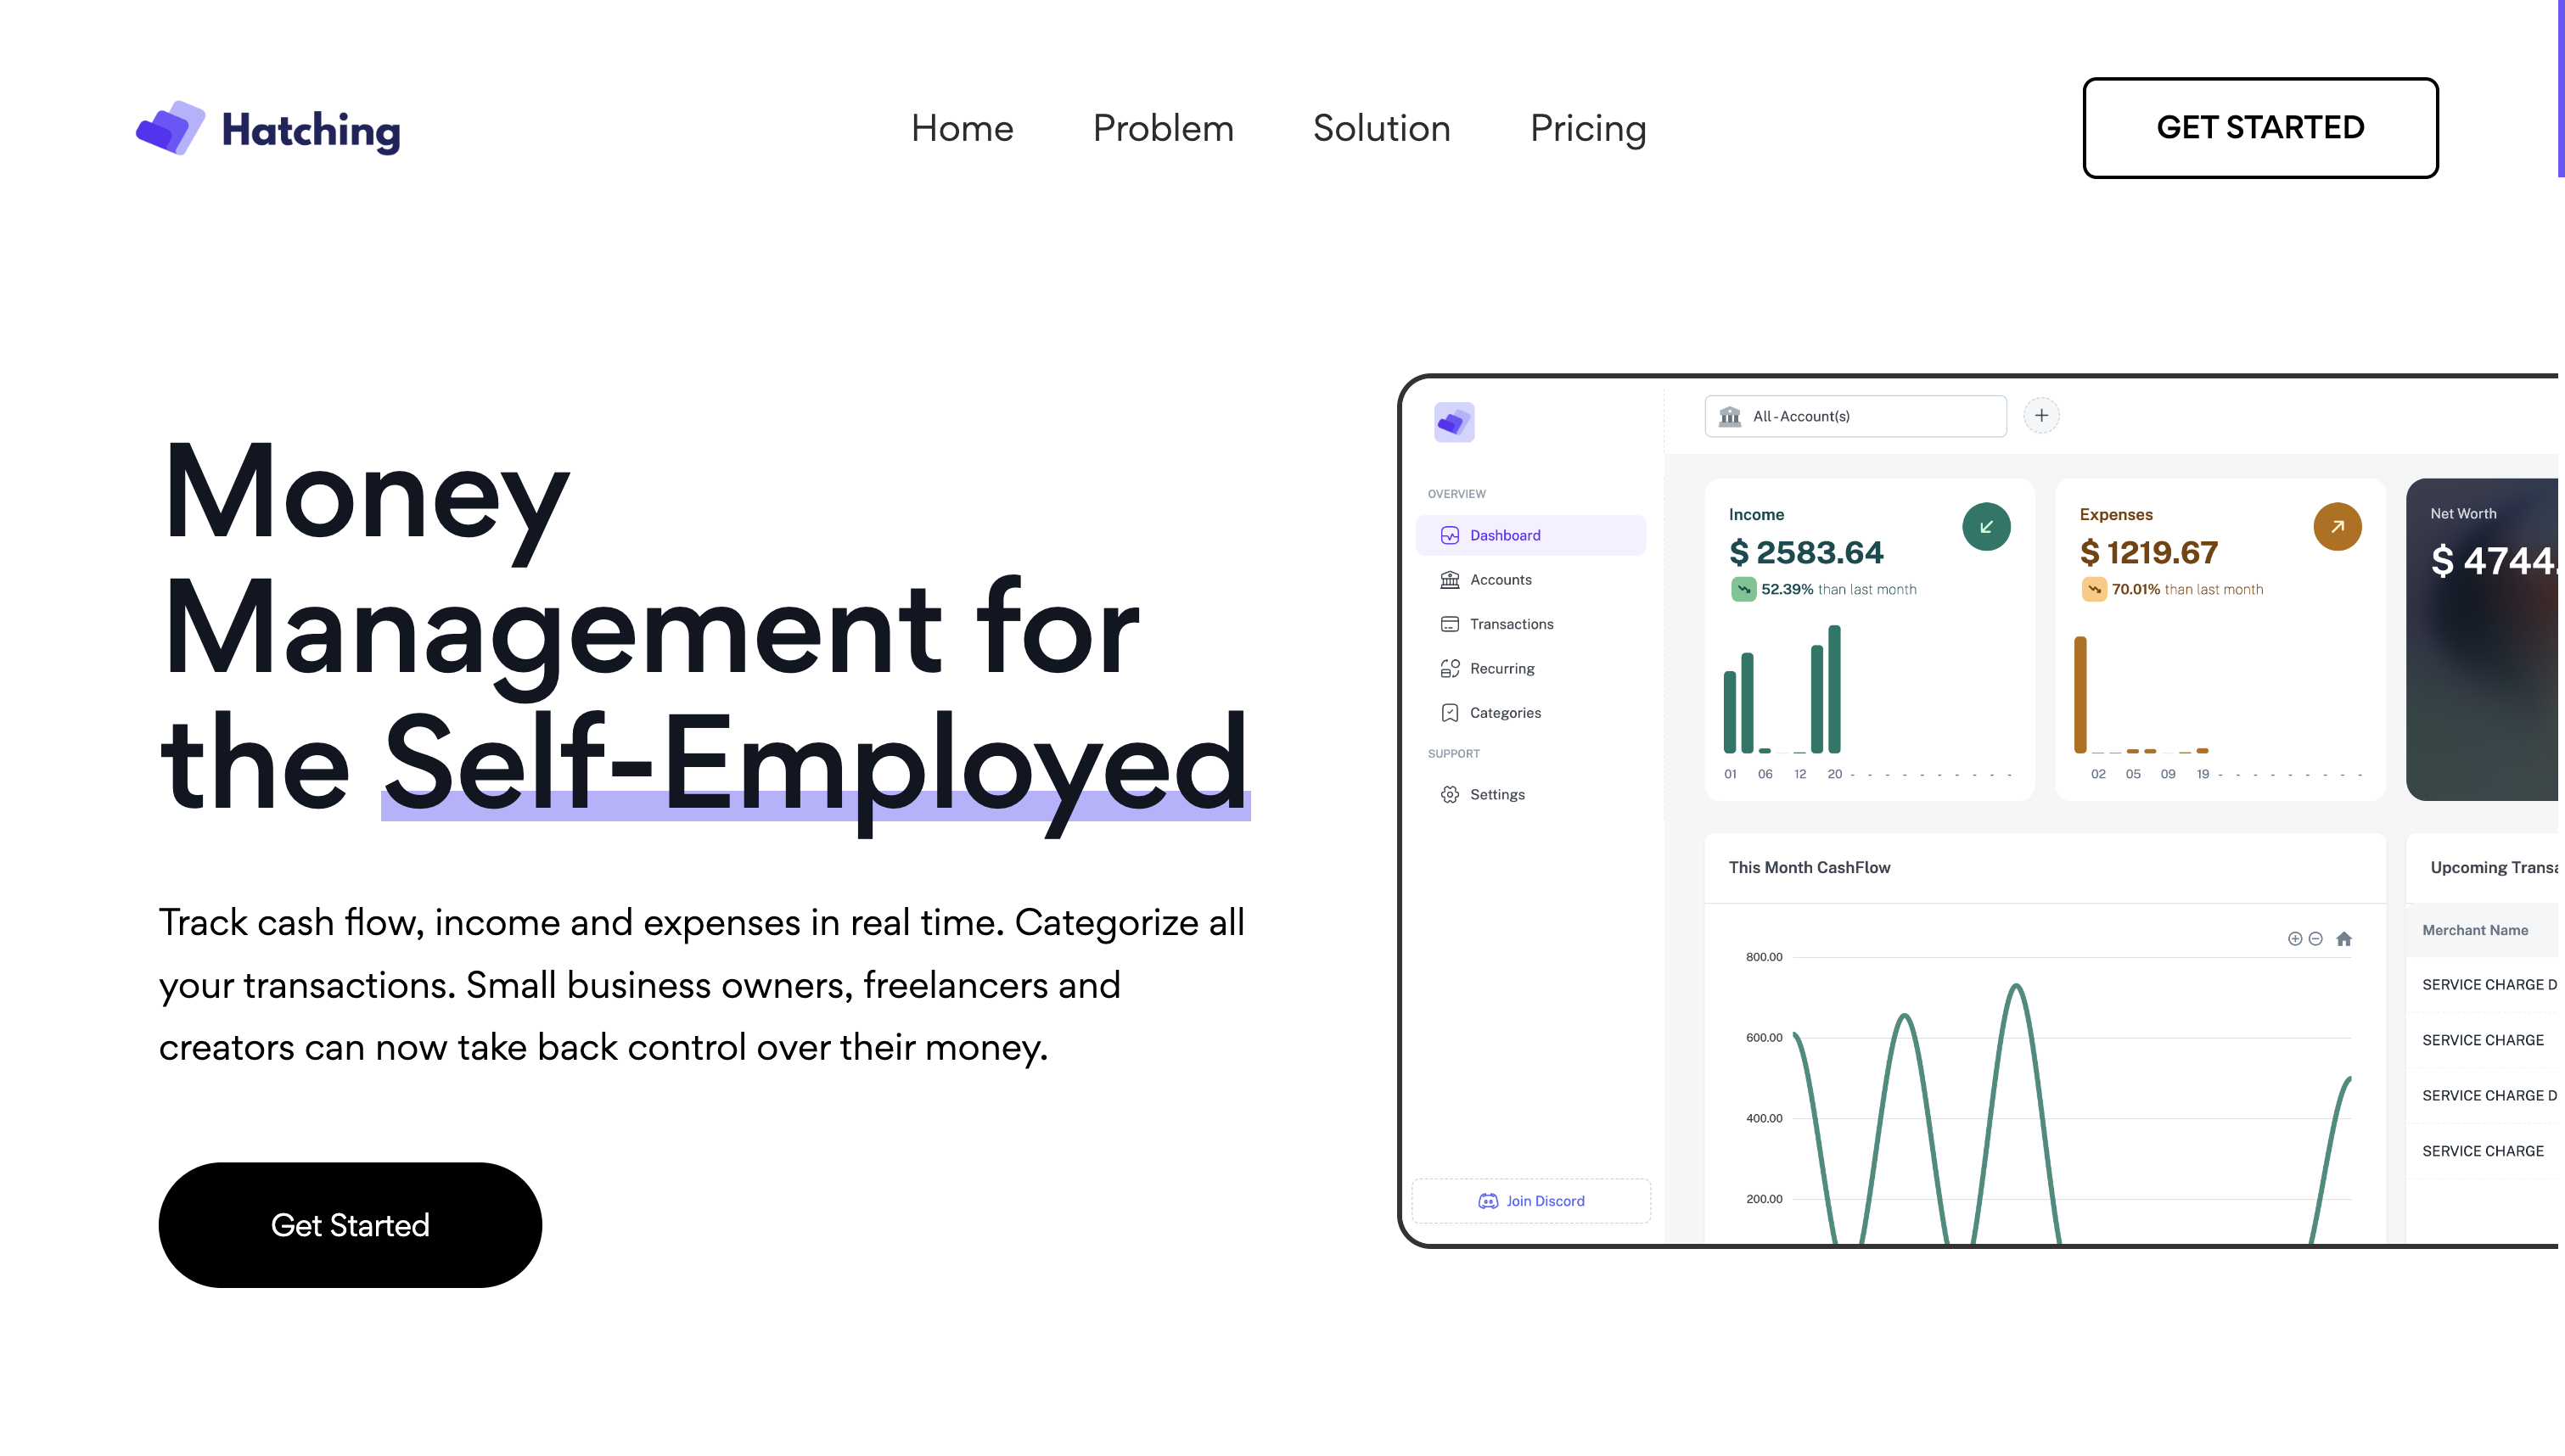 Hatching
Home
Problem
Solution
Pricing
GET STARTED
Money
Management for
the Self-Employed
Track cash flow, income and expenses in real time. Categorize all
your transactions. Small business owners, freelancers and
creators can now take back control over their money.
Get Started
All - Account(s)
OVERVIEW
Dashboard
Accounts
Transactions
Recurring
Categories
SUPPORT
Settings
Join Discord
Income
$ 2583.64
52.39% than last month
01 06 12 20 - - - - - - - - - -
Expenses
$ 1219.67
70.01% than last month
02 05 09 19 - - - - - - - - -
Net Worth
$ 4744.
This Month CashFlow
800.00
600.00
400.00
200.00
Upcoming Transa
Merchant Name
SERVICE CHARGE D
SERVICE CHARGE
SERVICE CHARGE D
SERVICE CHARGE